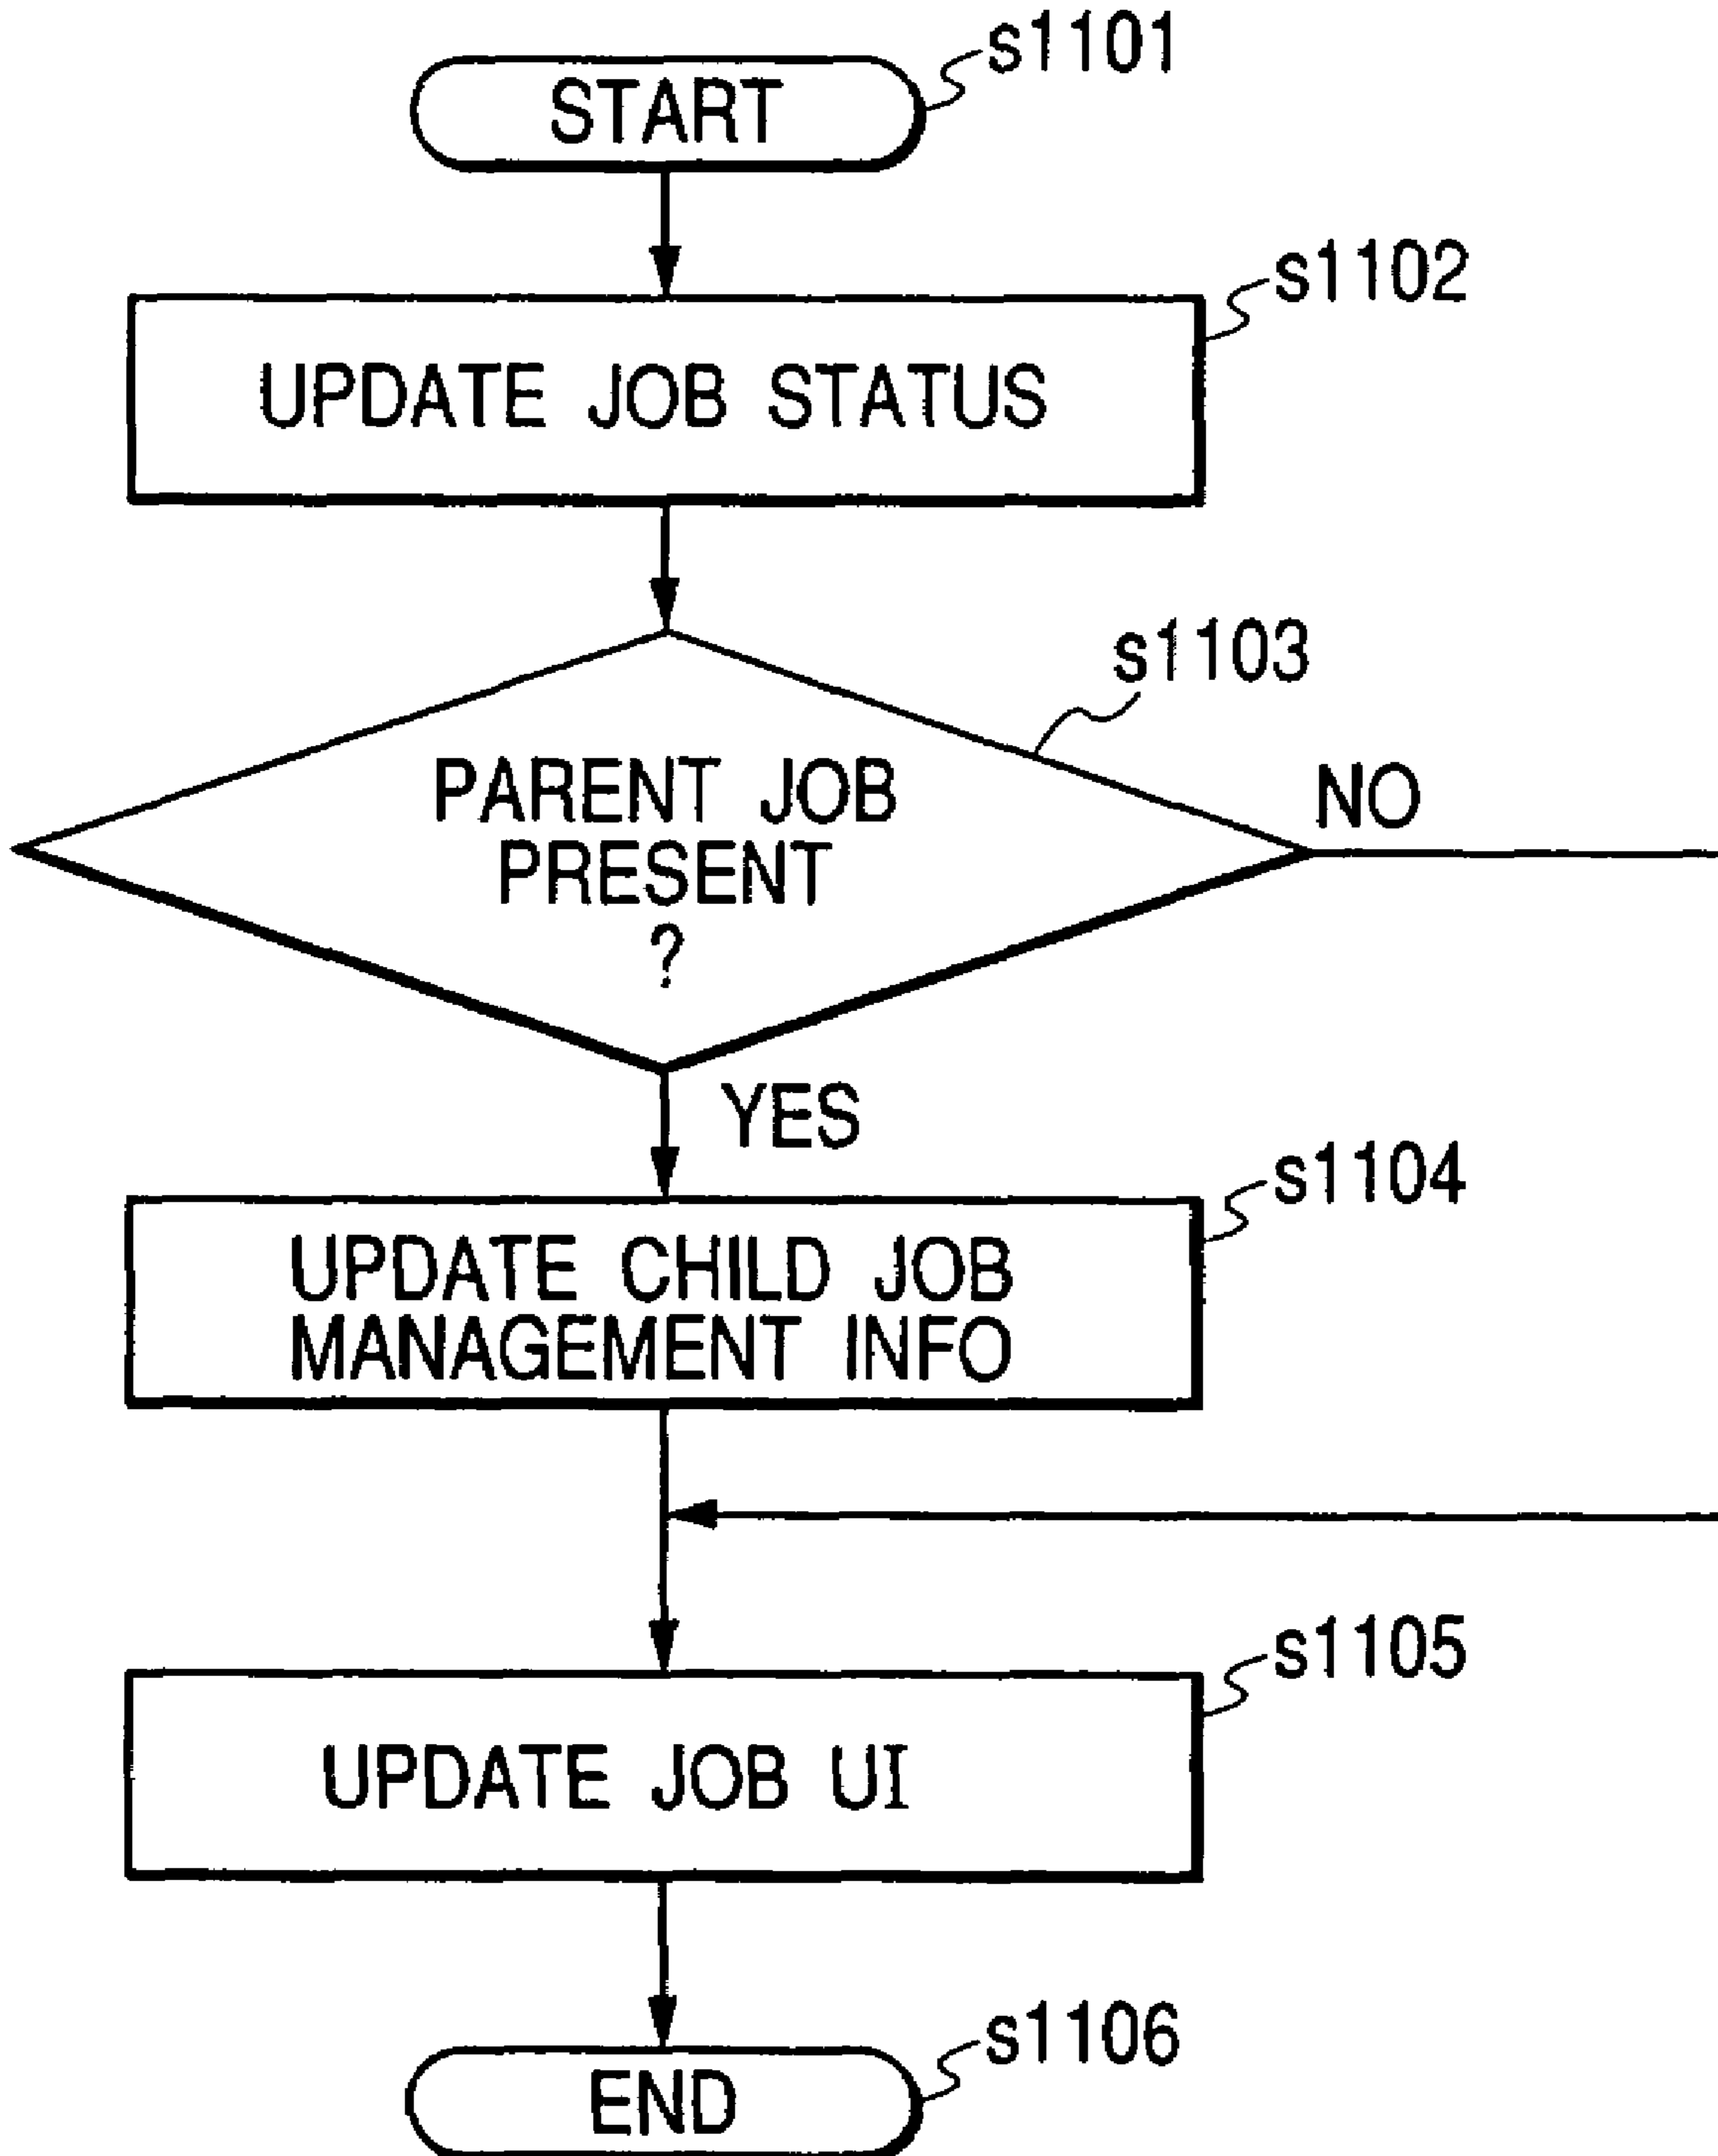 s1101
START
s1102
UPDATE JOB STATUS
s1103
PARENT JOB
PRESENT
?
NO
YES
s1104
UPDATE CHILD JOB
MANAGEMENT INFO
s1105
UPDATE JOB UI
s1106
END